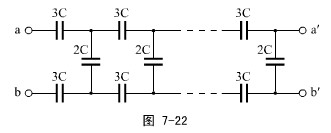 3C 3C 3C
a a′
2C 2C 2C
3C 3C 3C
b b′
图 7-22